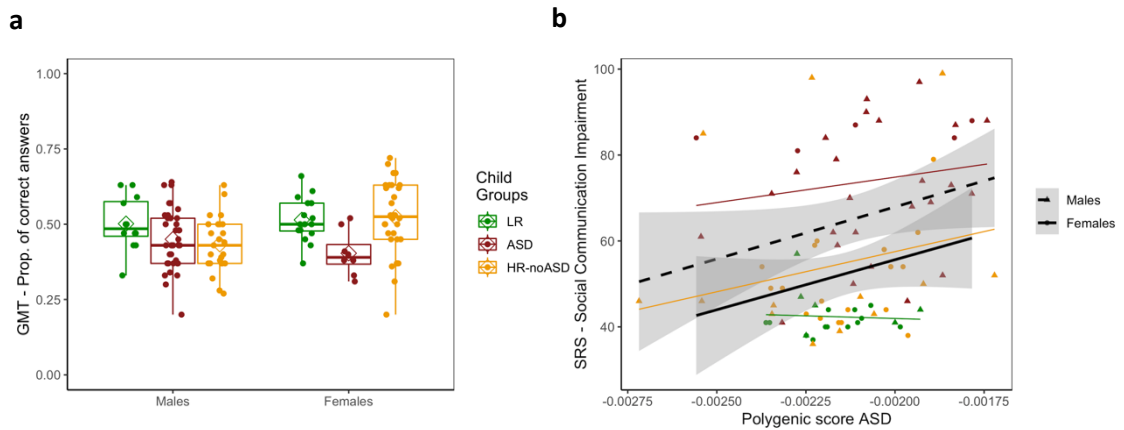 a
GMT - Prop. of correct answers
1.00
0.75
0.50
0.25
0.00
Males
Females
Child
Groups
LR
ASD
HR-noASD
b
SRS - Social Communication Impairment
100
80
60
40
-0.00275
-0.00250
-0.00225
-0.00200
-0.00175
Polygenic score ASD
Males
Females